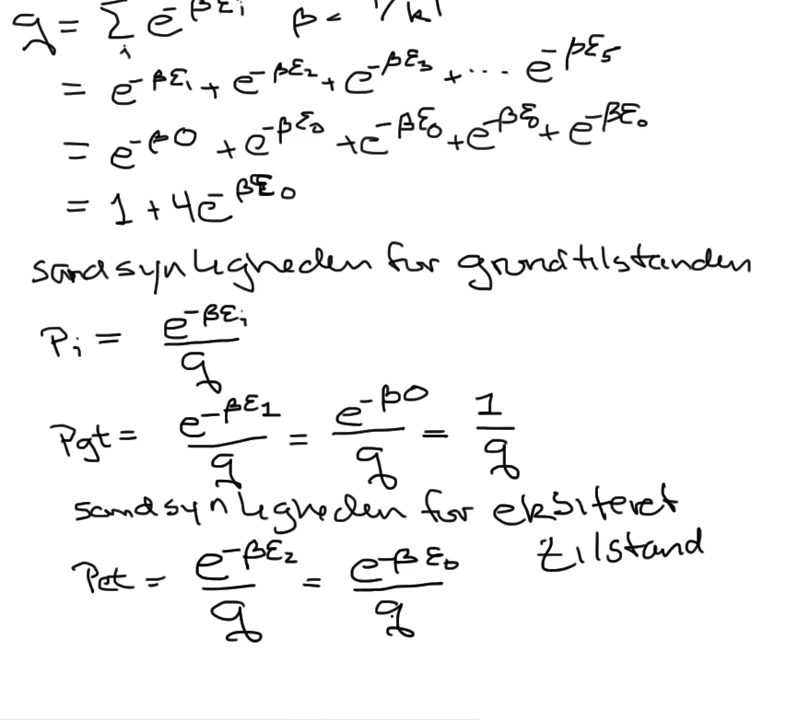 q = Σ_i e^{-βε_i} β = 1/kT
= e^{-βε_1} + e^{-βε_2} + e^{-βε_3} + ... e^{-βε_5}
= e^{-β0} + e^{-βε_0} + e^{-βε_0} + e^{-βε_0} + e^{-βε_0}
= 1 + 4e^{-βε_0}
sandsynligheden for grundtilstanden
P_i = e^{-βε_i} / q
P_gt = e^{-βε_1} / q = e^{-β0} / q = 1 / q
sandsynligheden for eksiteret
tilstand
P_et = e^{-βε_2} / q = e^{-βε_0} / q